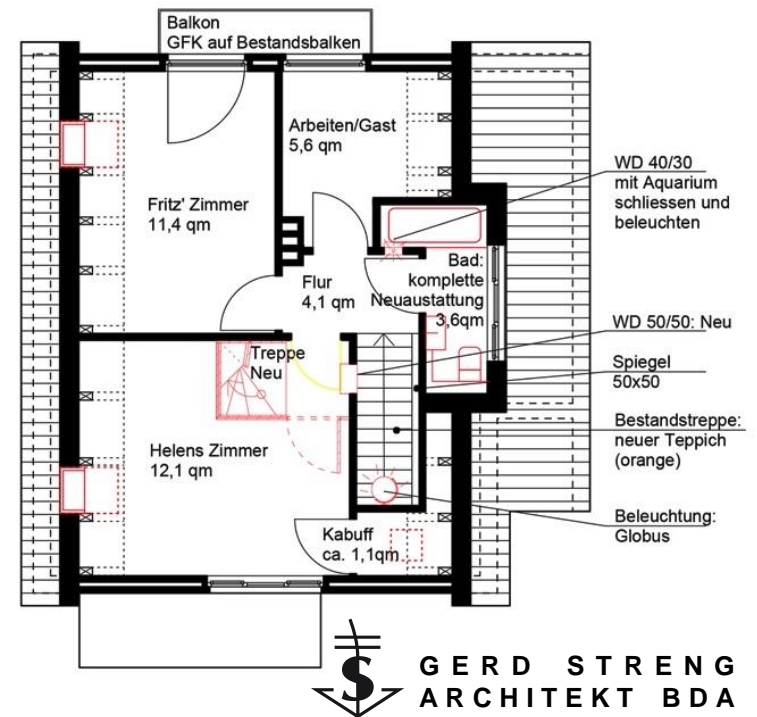 Balkon
GFK auf Bestandsbalken
Arbeiten/Gast
5,6 qm
Fritz' Zimmer
11,4 qm
WD 40/30
mit Aquarium
schliessen und
beleuchten
Flur
4,1 qm
Bad:
komplette
Neuaustattung
3,6qm
WD 50/50: Neu
Treppe
Neu
Spiegel
50x50
Bestandstreppe:
neuer Teppich
(orange)
Helens Zimmer
12,1 qm
Beleuchtung:
Globus
Kabuff
ca. 1,1qm
S
GERD STRENG
ARCHITEKT BDA